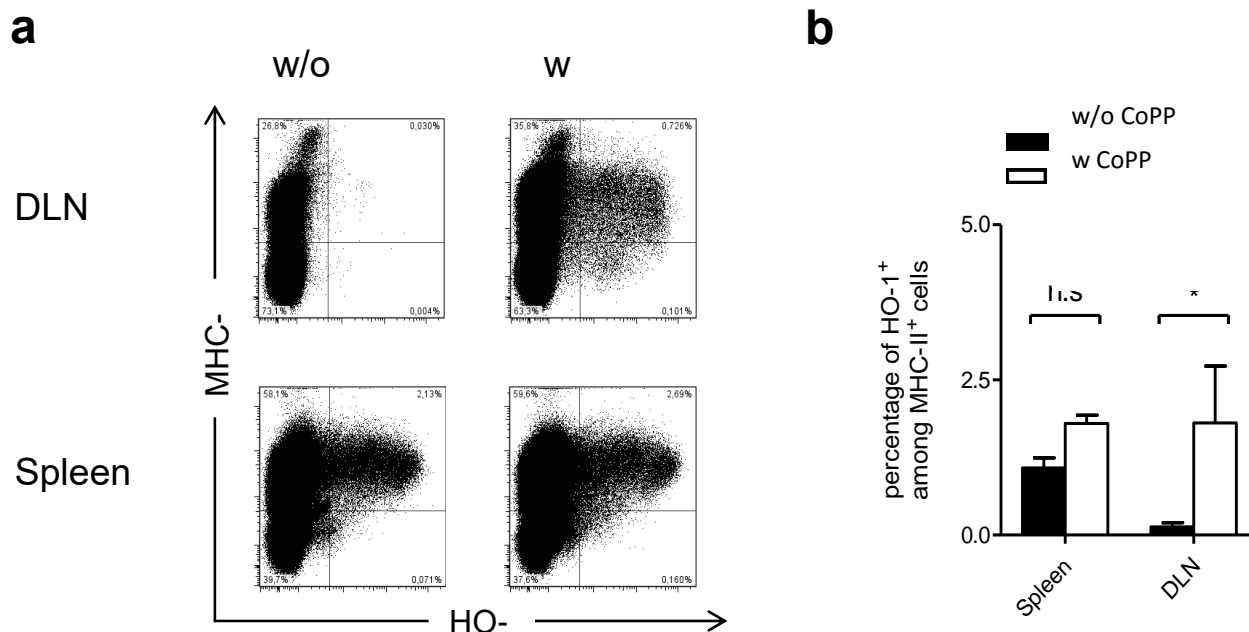 a
b
w/o
w
w/o CoPP
w CoPP
DLN
26,8%
0,030%
73,1%
0,004%
35,8%
0,726%
63,3%
0,101%
Spleen
58,1%
2,13%
39,7%
0,071%
59,6%
2,69%
37,6%
0,160%
MHC-
HO-
percentage of HO-1⁺
among MHC-II⁺ cells
5.0
2.5
0.0
n.s
*
Spleen
DLN